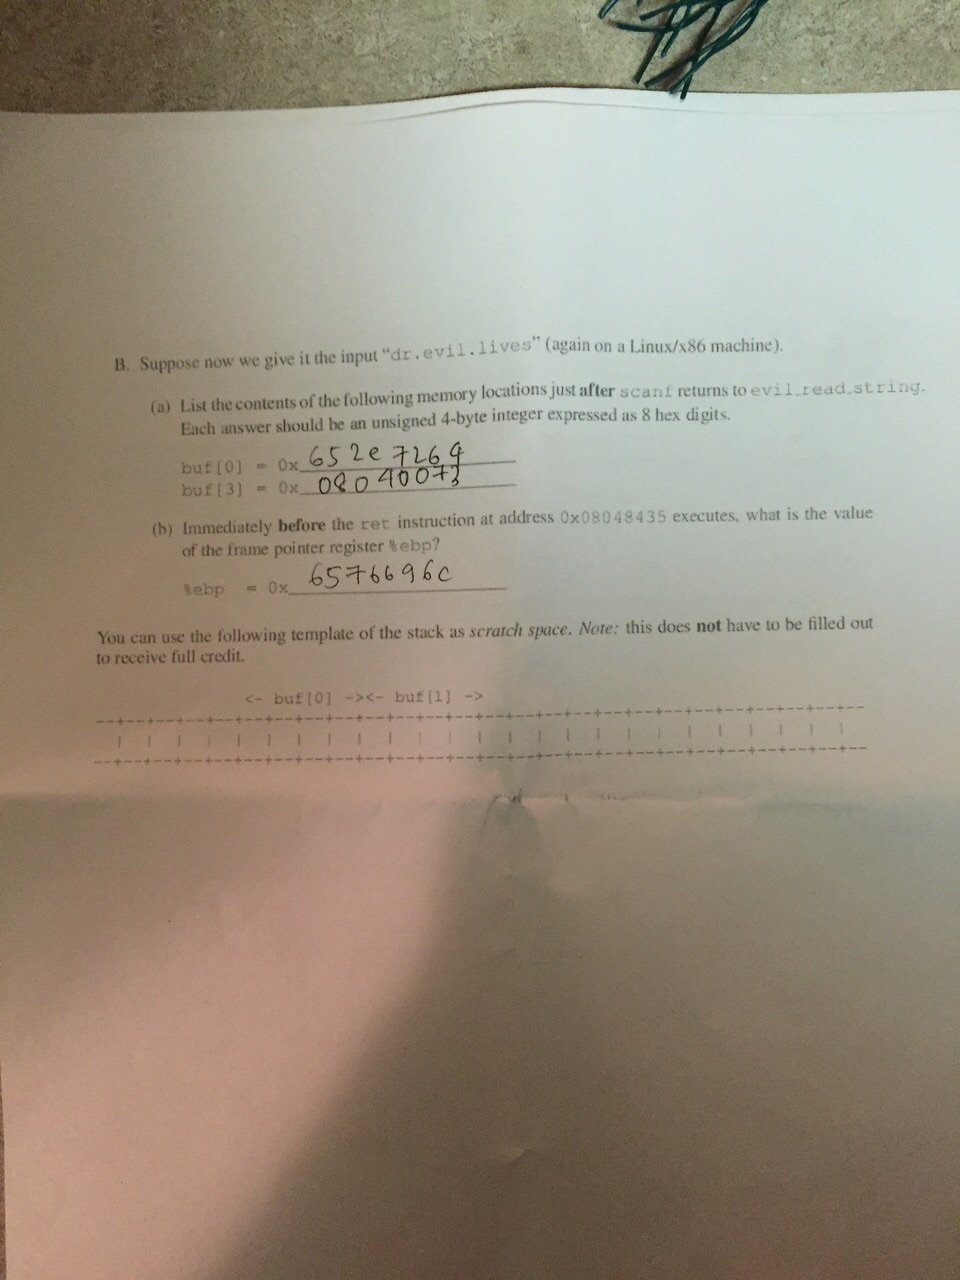 B. Suppose now we give it the input “dr.evil.lives” (again on a Linux/x86 machine).
(a) List the contents of the following memory locations just after scanf returns to evil_read_string.
Each answer should be an unsigned 4-byte integer expressed as 8 hex digits.
buf[0] = 0x 652e7264
buf[3] = 0x 08040073
(b) Immediately before the ret instruction at address 0x08048435 executes, what is the value
of the frame pointer register %ebp?
%ebp = 0x 6576696c
You can use the following template of the stack as scratch space. Note: this does not have to be filled out
to receive full credit.
<- buf[0] -><- buf[1] ->